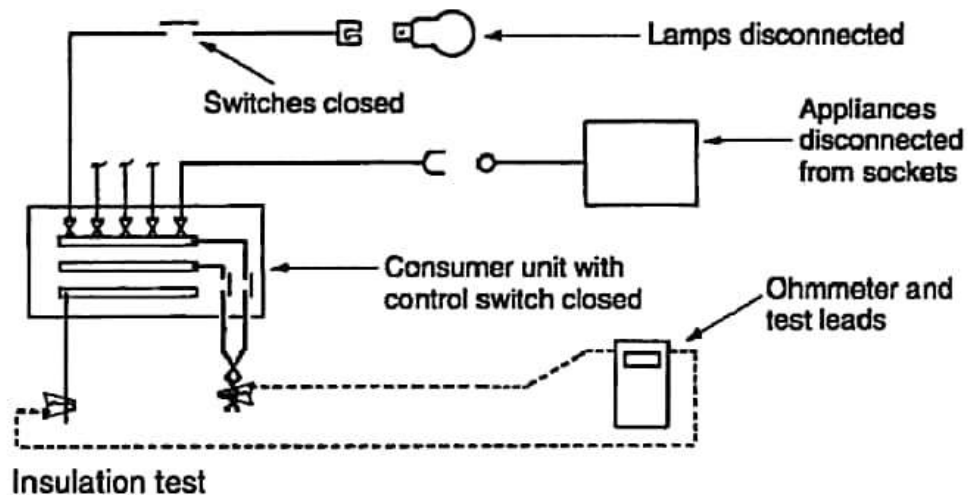 Lamps disconnected
Switches closed
Appliances
disconnected
from sockets
Consumer unit with
control switch closed
Ohmmeter and
test leads
Insulation test